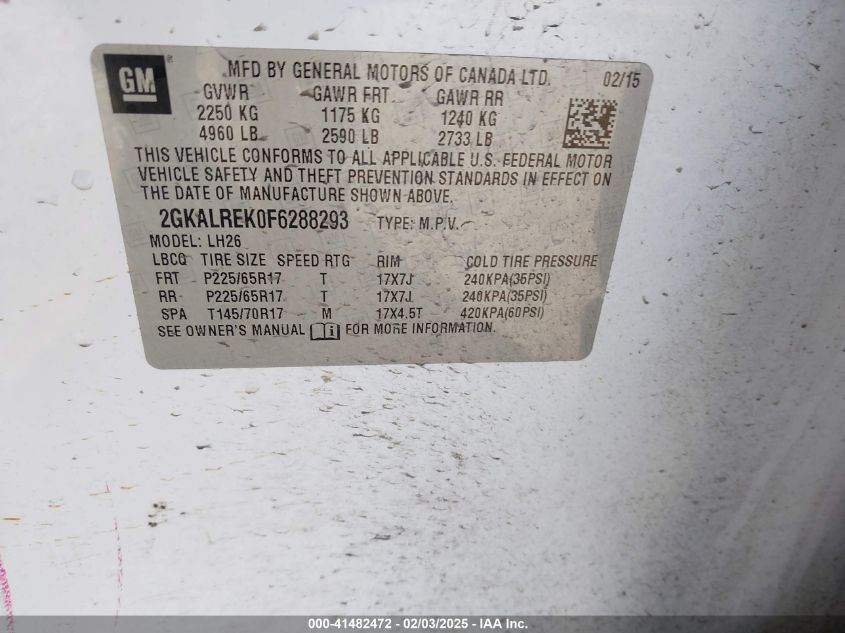 GM ®
MFD BY GENERAL MOTORS OF CANADA LTD. 02/15
GVWR GAWR FRT GAWR RR
2250 KG 1175 KG 1240 KG
4960 LB 2590 LB 2733 LB
THIS VEHICLE CONFORMS TO ALL APPLICABLE U.S. FEDERAL MOTOR
VEHICLE SAFETY AND THEFT PREVENTION STANDARDS IN EFFECT ON
THE DATE OF MANUFACTURE SHOWN ABOVE.
2GKALREK0F6288293 TYPE: M.P.V.
MODEL: LH26
LBCQ TIRE SIZE SPEED RTG RIM COLD TIRE PRESSURE
FRT P225/65R17 T 17X7J 240KPA(35PSI)
RR P225/65R17 T 17X7J 240KPA(35PSI)
SPA T145/70R17 M 17X4.5T 420KPA(60PSI)
SEE OWNER'S MANUAL i FOR MORE INFORMATION.
000-41482472 - 02/03/2025 - IAA Inc.